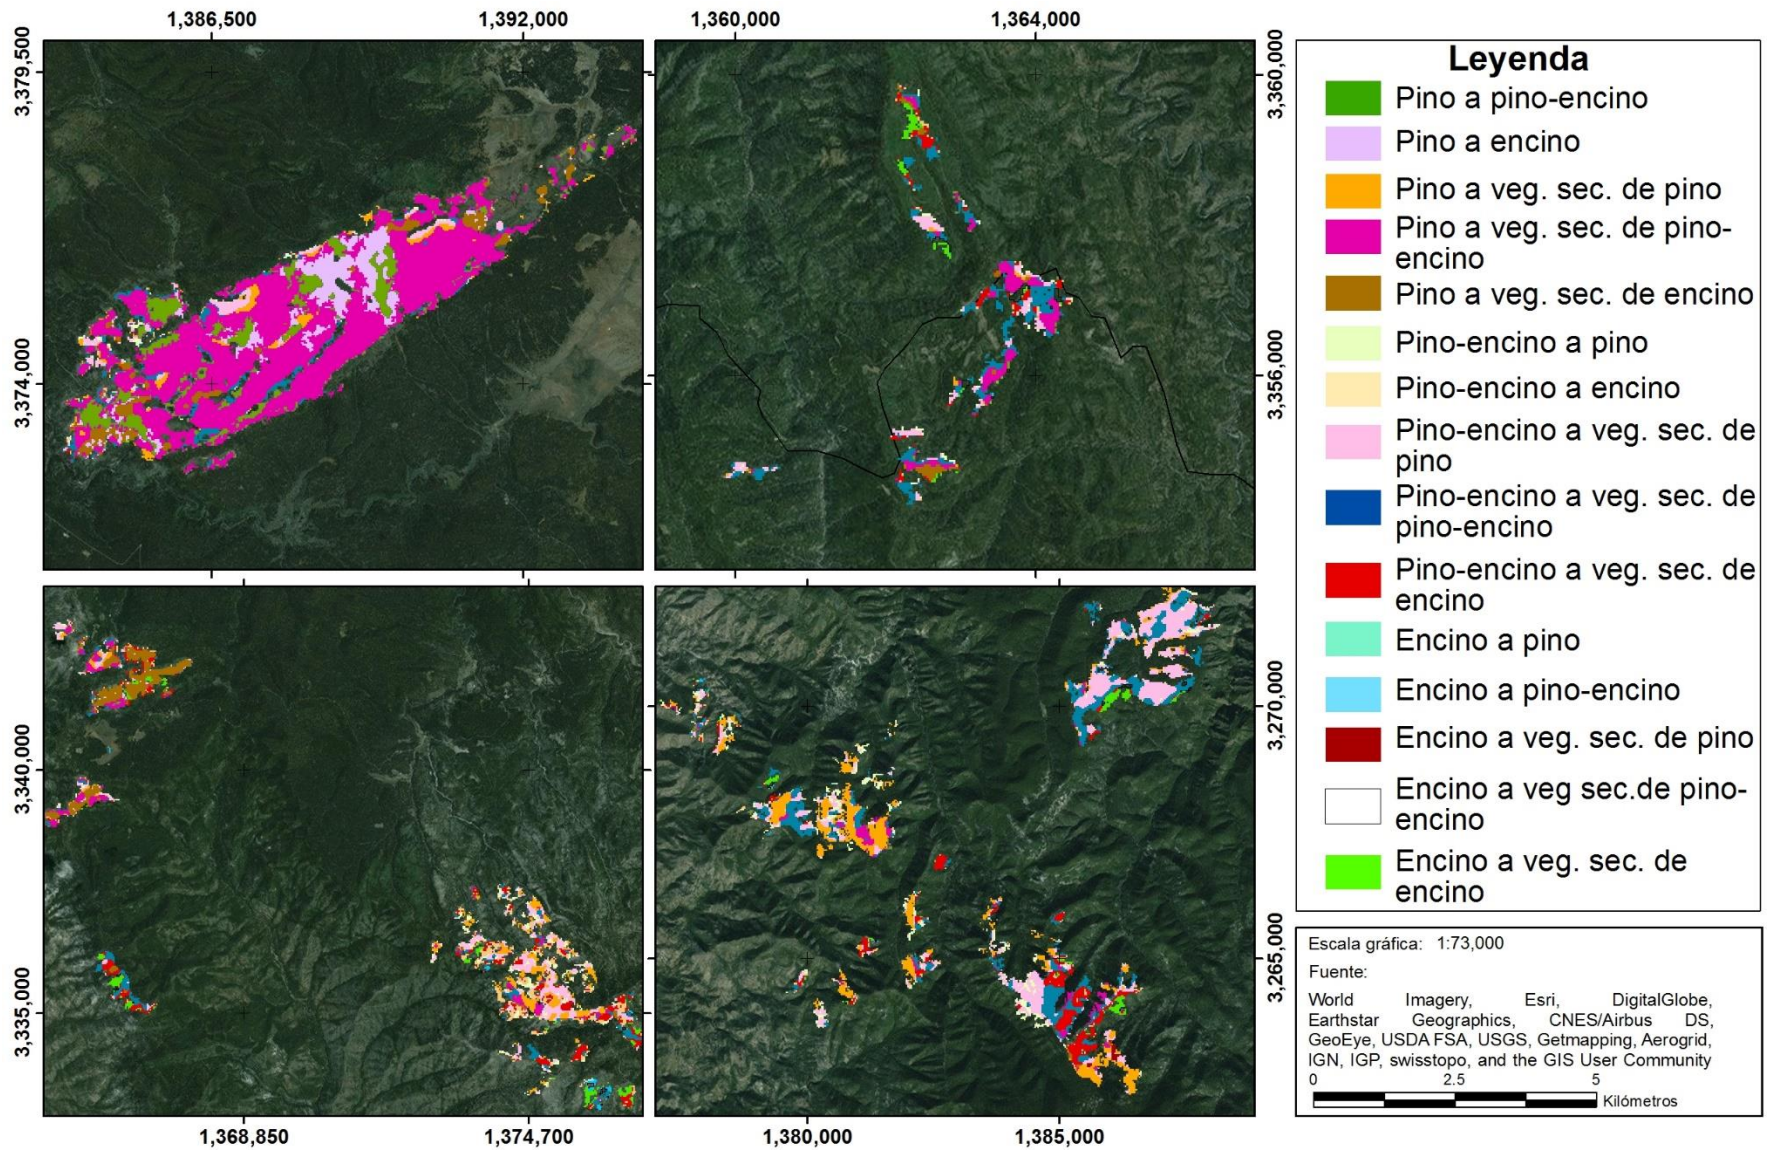 1,386,500
1,392,000
1,360,000
1,364,000
3,379,500
3,374,000
3,360,000
3,356,000
Leyenda
Pino a pino-encino
Pino a encino
Pino a veg. sec. de pino
Pino a veg. sec. de pino-
encino
Pino a veg. sec. de encino
Pino-encino a pino
Pino-encino a encino
Pino-encino a veg. sec. de
pino
Pino-encino a veg. sec. de
pino-encino
Pino-encino a veg. sec. de
encino
Encino a pino
Encino a pino-encino
Encino a veg. sec. de pino
Encino a veg sec.de pino-
encino
Encino a veg. sec. de
encino
3,340,000
3,335,000
3,270,000
3,265,000
1,368,850
1,374,700
1,380,000
1,385,000
Escala gráfica: 1:73,000
Fuente:
World Imagery, Esri, DigitalGlobe,
Earthstar Geographics, CNES/Airbus DS,
GeoEye, USDA FSA, USGS, Getmapping, Aerogrid,
IGN, IGP, swisstopo, and the GIS User Community
0 2.5 5
Kilómetros